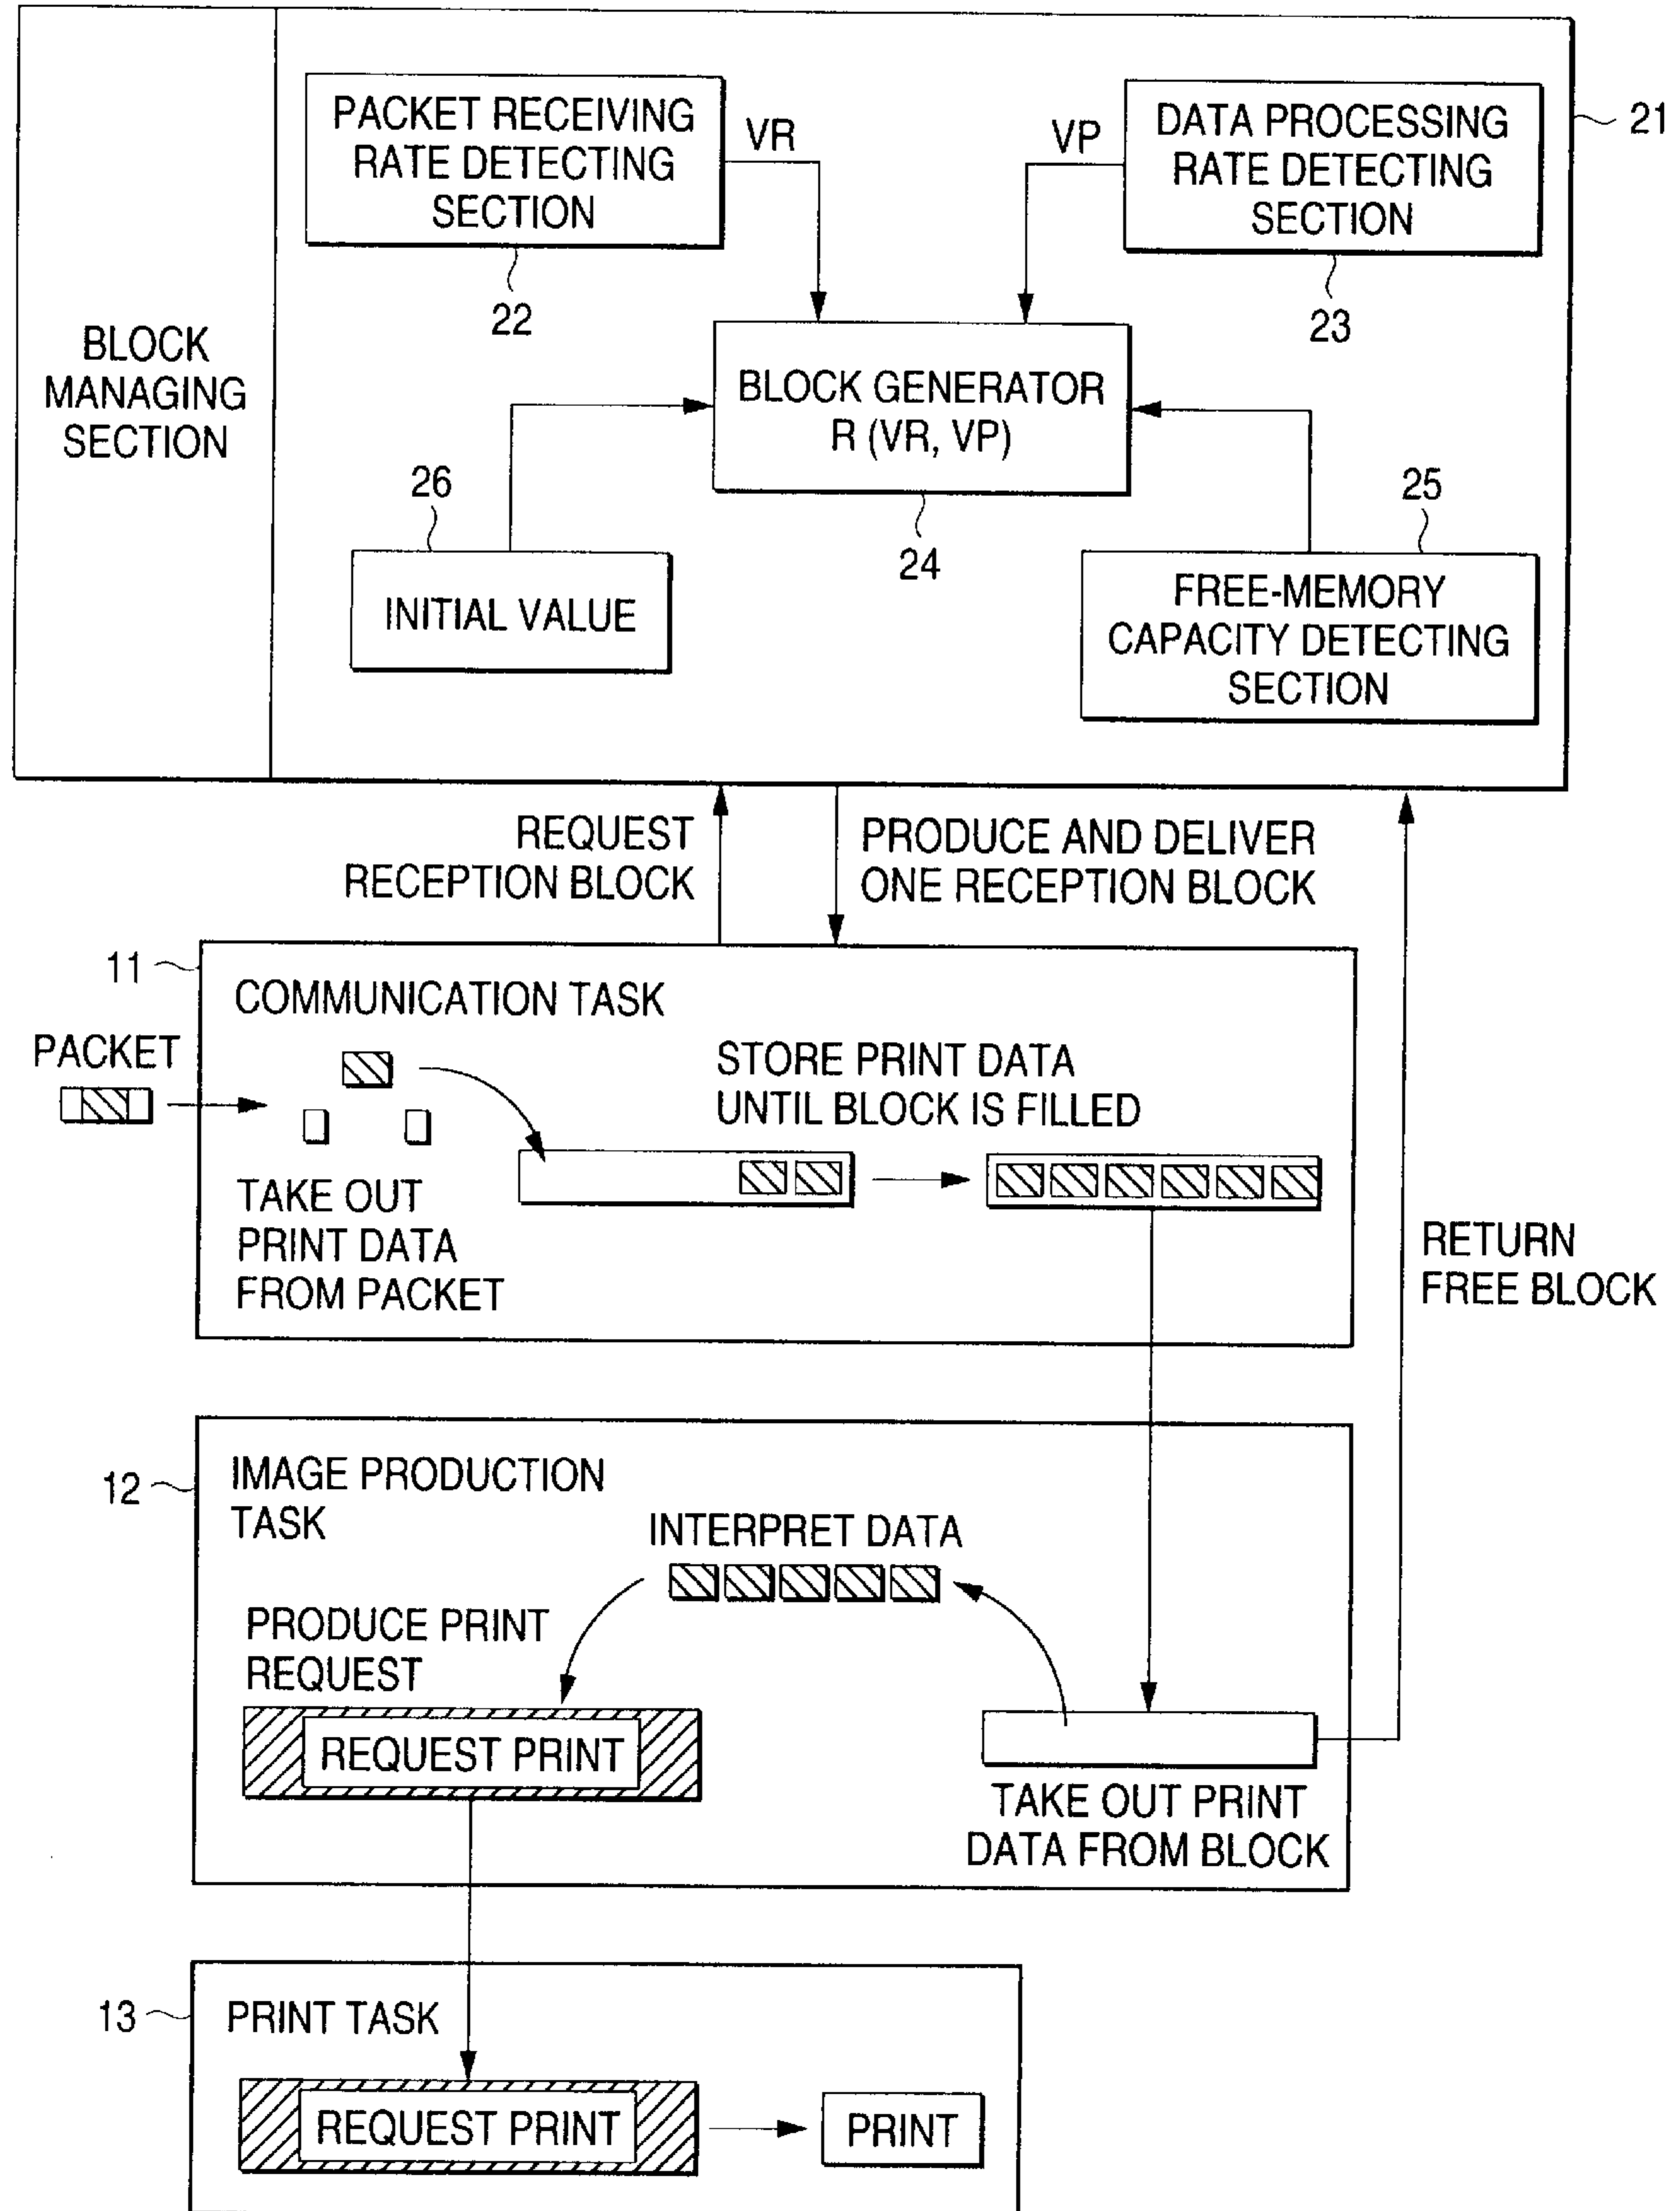 BLOCK
MANAGING
SECTION
PACKET RECEIVING
RATE DETECTING
SECTION
22
VR
VP
DATA PROCESSING
RATE DETECTING
SECTION
23
21
BLOCK GENERATOR
R (VR, VP)
24
26
INITIAL VALUE
25
FREE-MEMORY
CAPACITY DETECTING
SECTION
REQUEST
RECEPTION BLOCK
PRODUCE AND DELIVER
ONE RECEPTION BLOCK
11
COMMUNICATION TASK
PACKET
TAKE OUT
PRINT DATA
FROM PACKET
STORE PRINT DATA
UNTIL BLOCK IS FILLED
RETURN
FREE BLOCK
12
IMAGE PRODUCTION
TASK
INTERPRET DATA
PRODUCE PRINT
REQUEST
REQUEST PRINT
TAKE OUT PRINT
DATA FROM BLOCK
13
PRINT TASK
REQUEST PRINT
PRINT